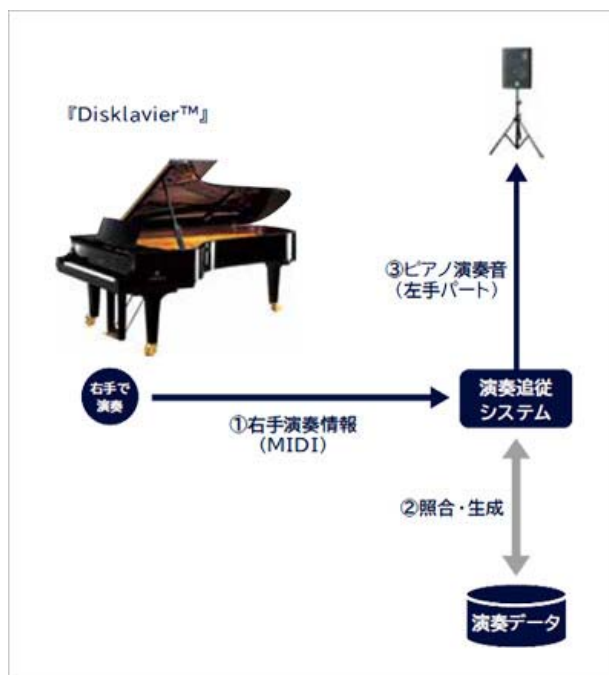 『Disklavier™』
③ピアノ演奏音
(左手パート)
右手で
演奏
①右手演奏情報
(MIDI)
演奏追従
システム
②照合・生成
演奏データ